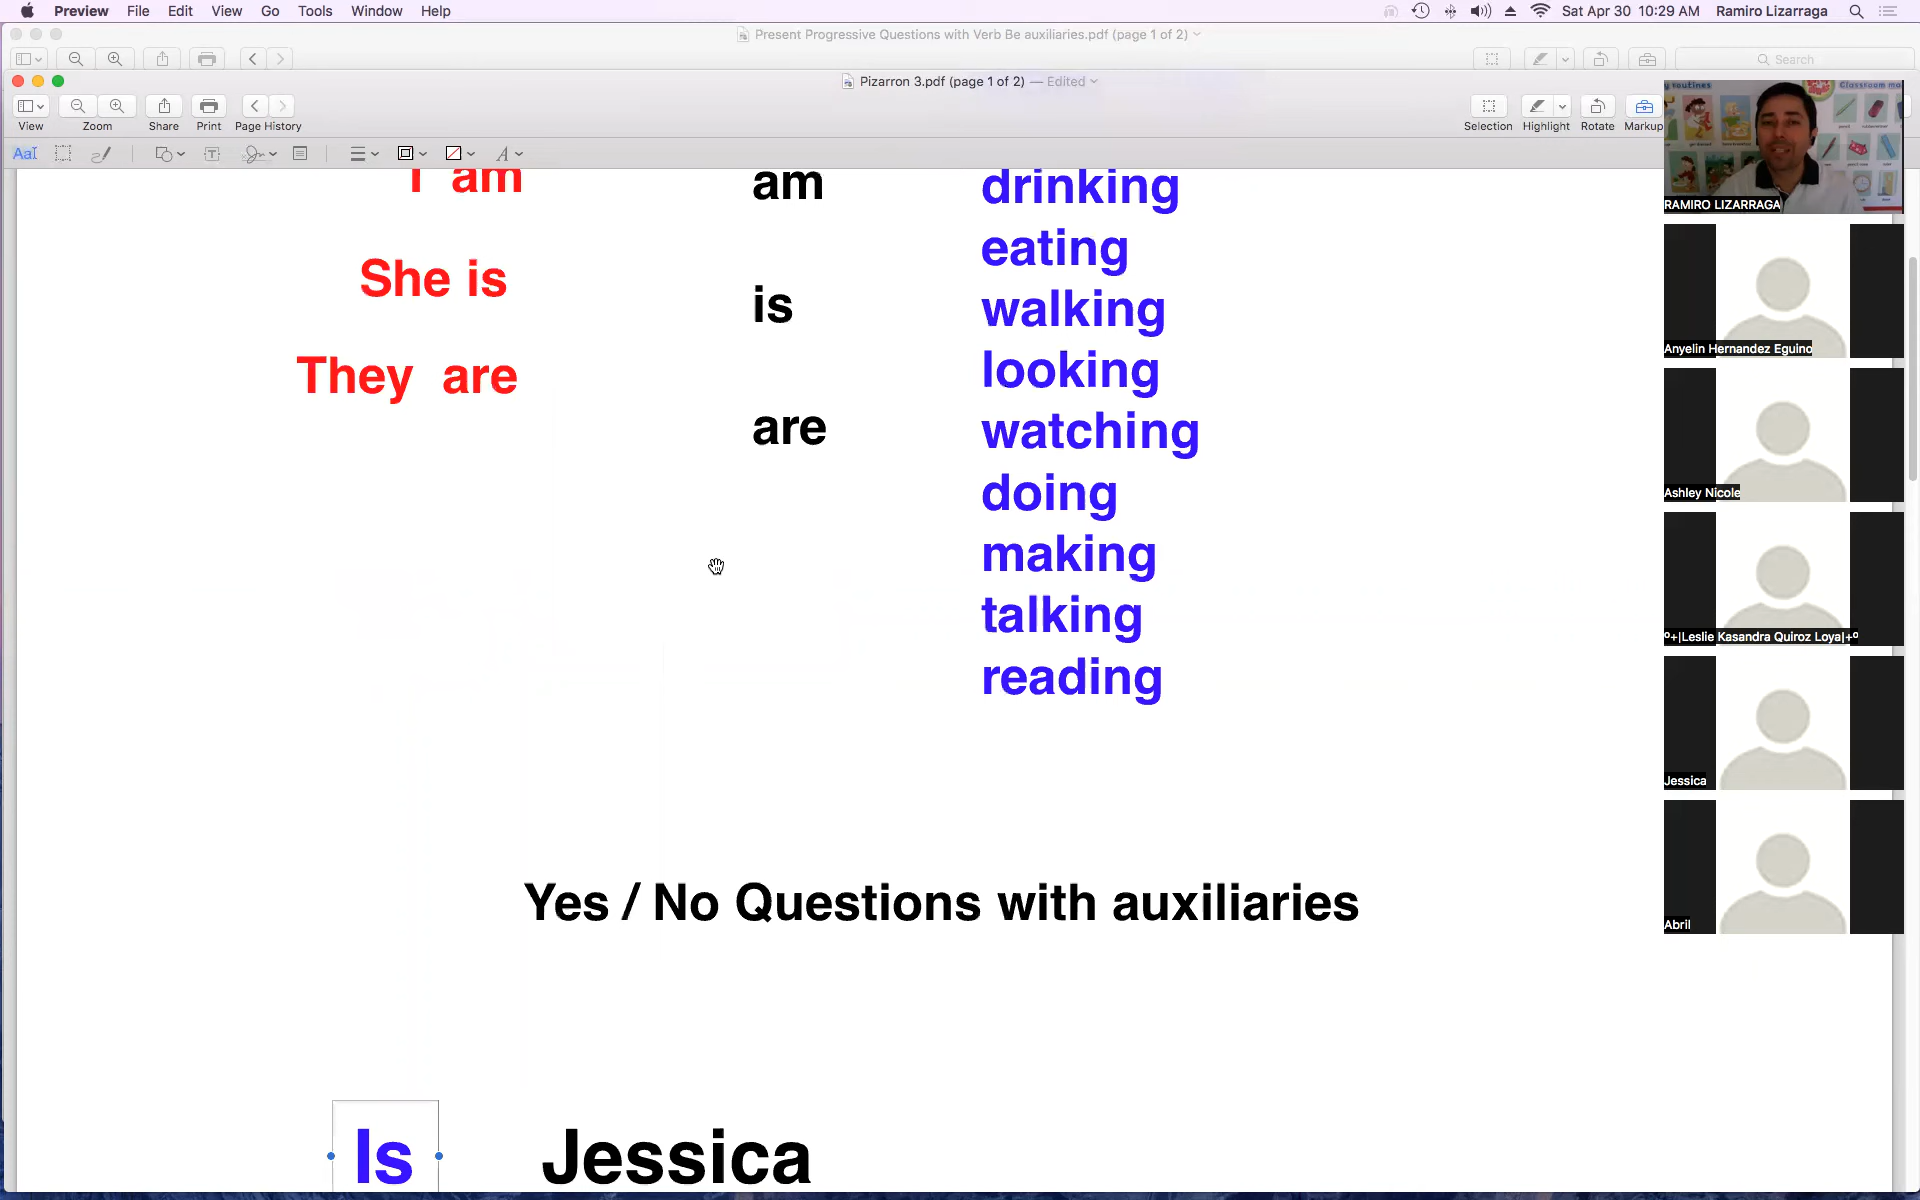 Preview File Edit View Go Tools Window Help Sat Apr 30 10:29 AM Ramiro Lizarraga
Present Progressive Questions with Verb Be auxiliaries.pdf (page 1 of 2)
Search
Pizarron 3.pdf (page 1 of 2) — Edited
View Zoom Share Print Page History Selection Highlight Rotate Markup
AaI T A
I am am drinking
eating
She is is walking
looking
They are are watching
doing
making
talking
reading
Yes / No Questions with auxiliaries
Is Jessica
Classroom
RAMIRO LIZARRAGA
Anyelin Hernandez Eguino
Ashley Nicole
º+|Leslie Kasandra Quiroz Loya|+º
Jessica
Abril